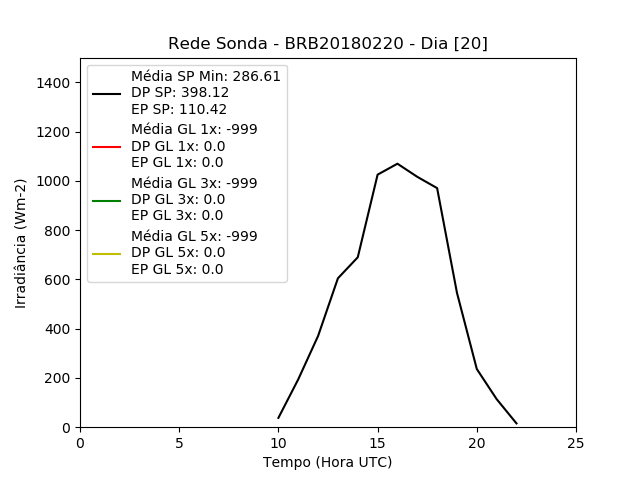 Rede Sonda - BRB20180220 - Dia [20]
Média SP Min: 286.61
DP SP: 398.12
EP SP: 110.42
Média GL 1x: -999
DP GL 1x: 0.0
EP GL 1x: 0.0
Média GL 3x: -999
DP GL 3x: 0.0
EP GL 3x: 0.0
Média GL 5x: -999
DP GL 5x: 0.0
EP GL 5x: 0.0
Irradiância (Wm-2)
1400
1200
1000
800
600
400
200
0
0 5 10 15 20 25
Tempo (Hora UTC)